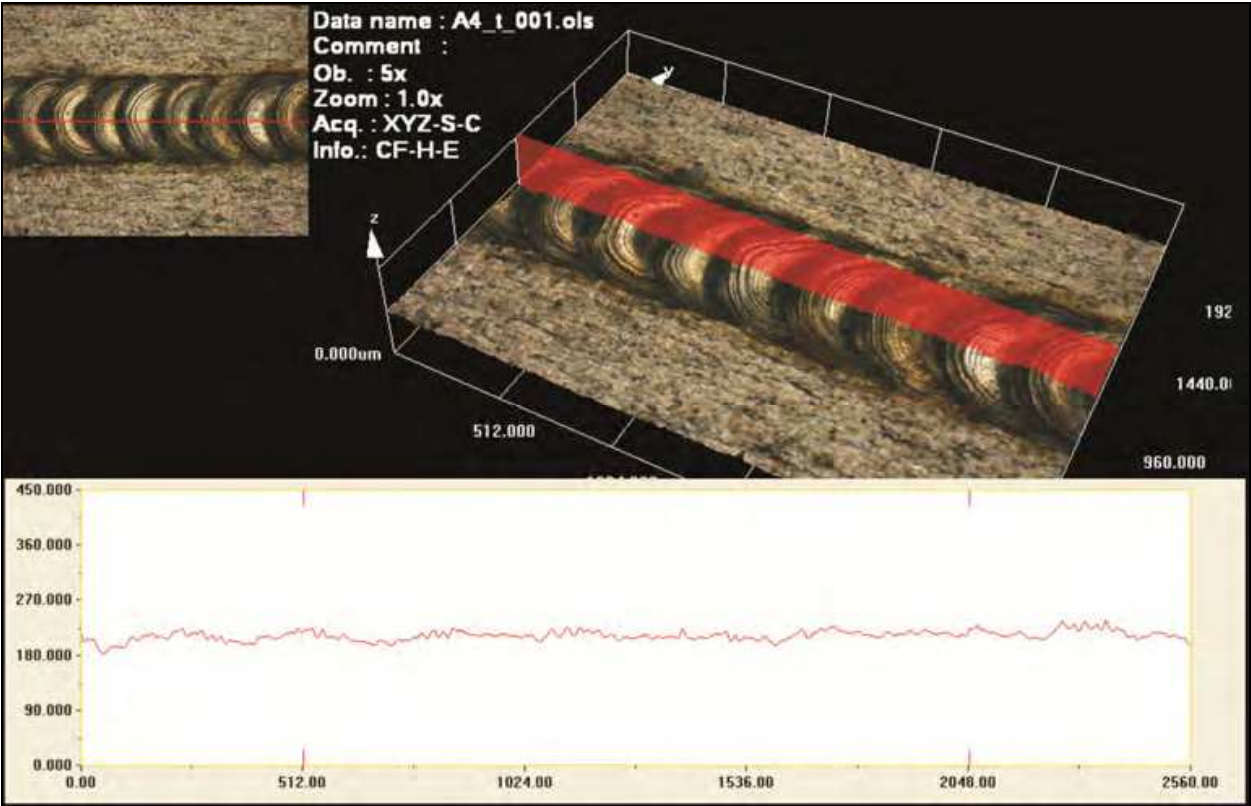 Data name : A4_t_001.ols
Comment :
Ob. : 5x
Zoom : 1.0x
Acq. : XYZ-S-C
Info.: CF-H-E
y
z
192
0.000um
1440.0
512.000
960.000
450.000
360.000
270.000
180.000
90.000
0.000
0.00 512.00 1024.00 1536.00 2048.00 2560.00